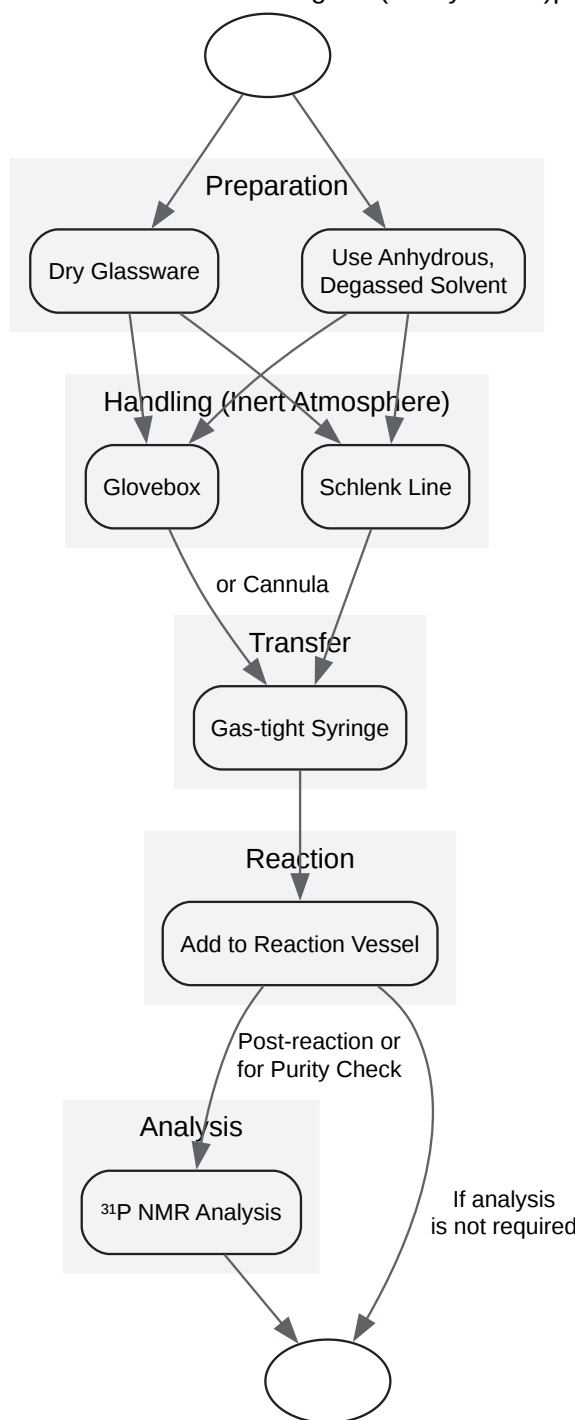 Preparation
Dry Glassware
Use Anhydrous,
Degassed Solvent
Handling (Inert Atmosphere)
Glovebox
Schlenk Line
or Cannula
Transfer
Gas-tight Syringe
Reaction
Add to Reaction Vessel
Post-reaction or
for Purity Check
Analysis
³¹P NMR Analysis
If analysis
is not required